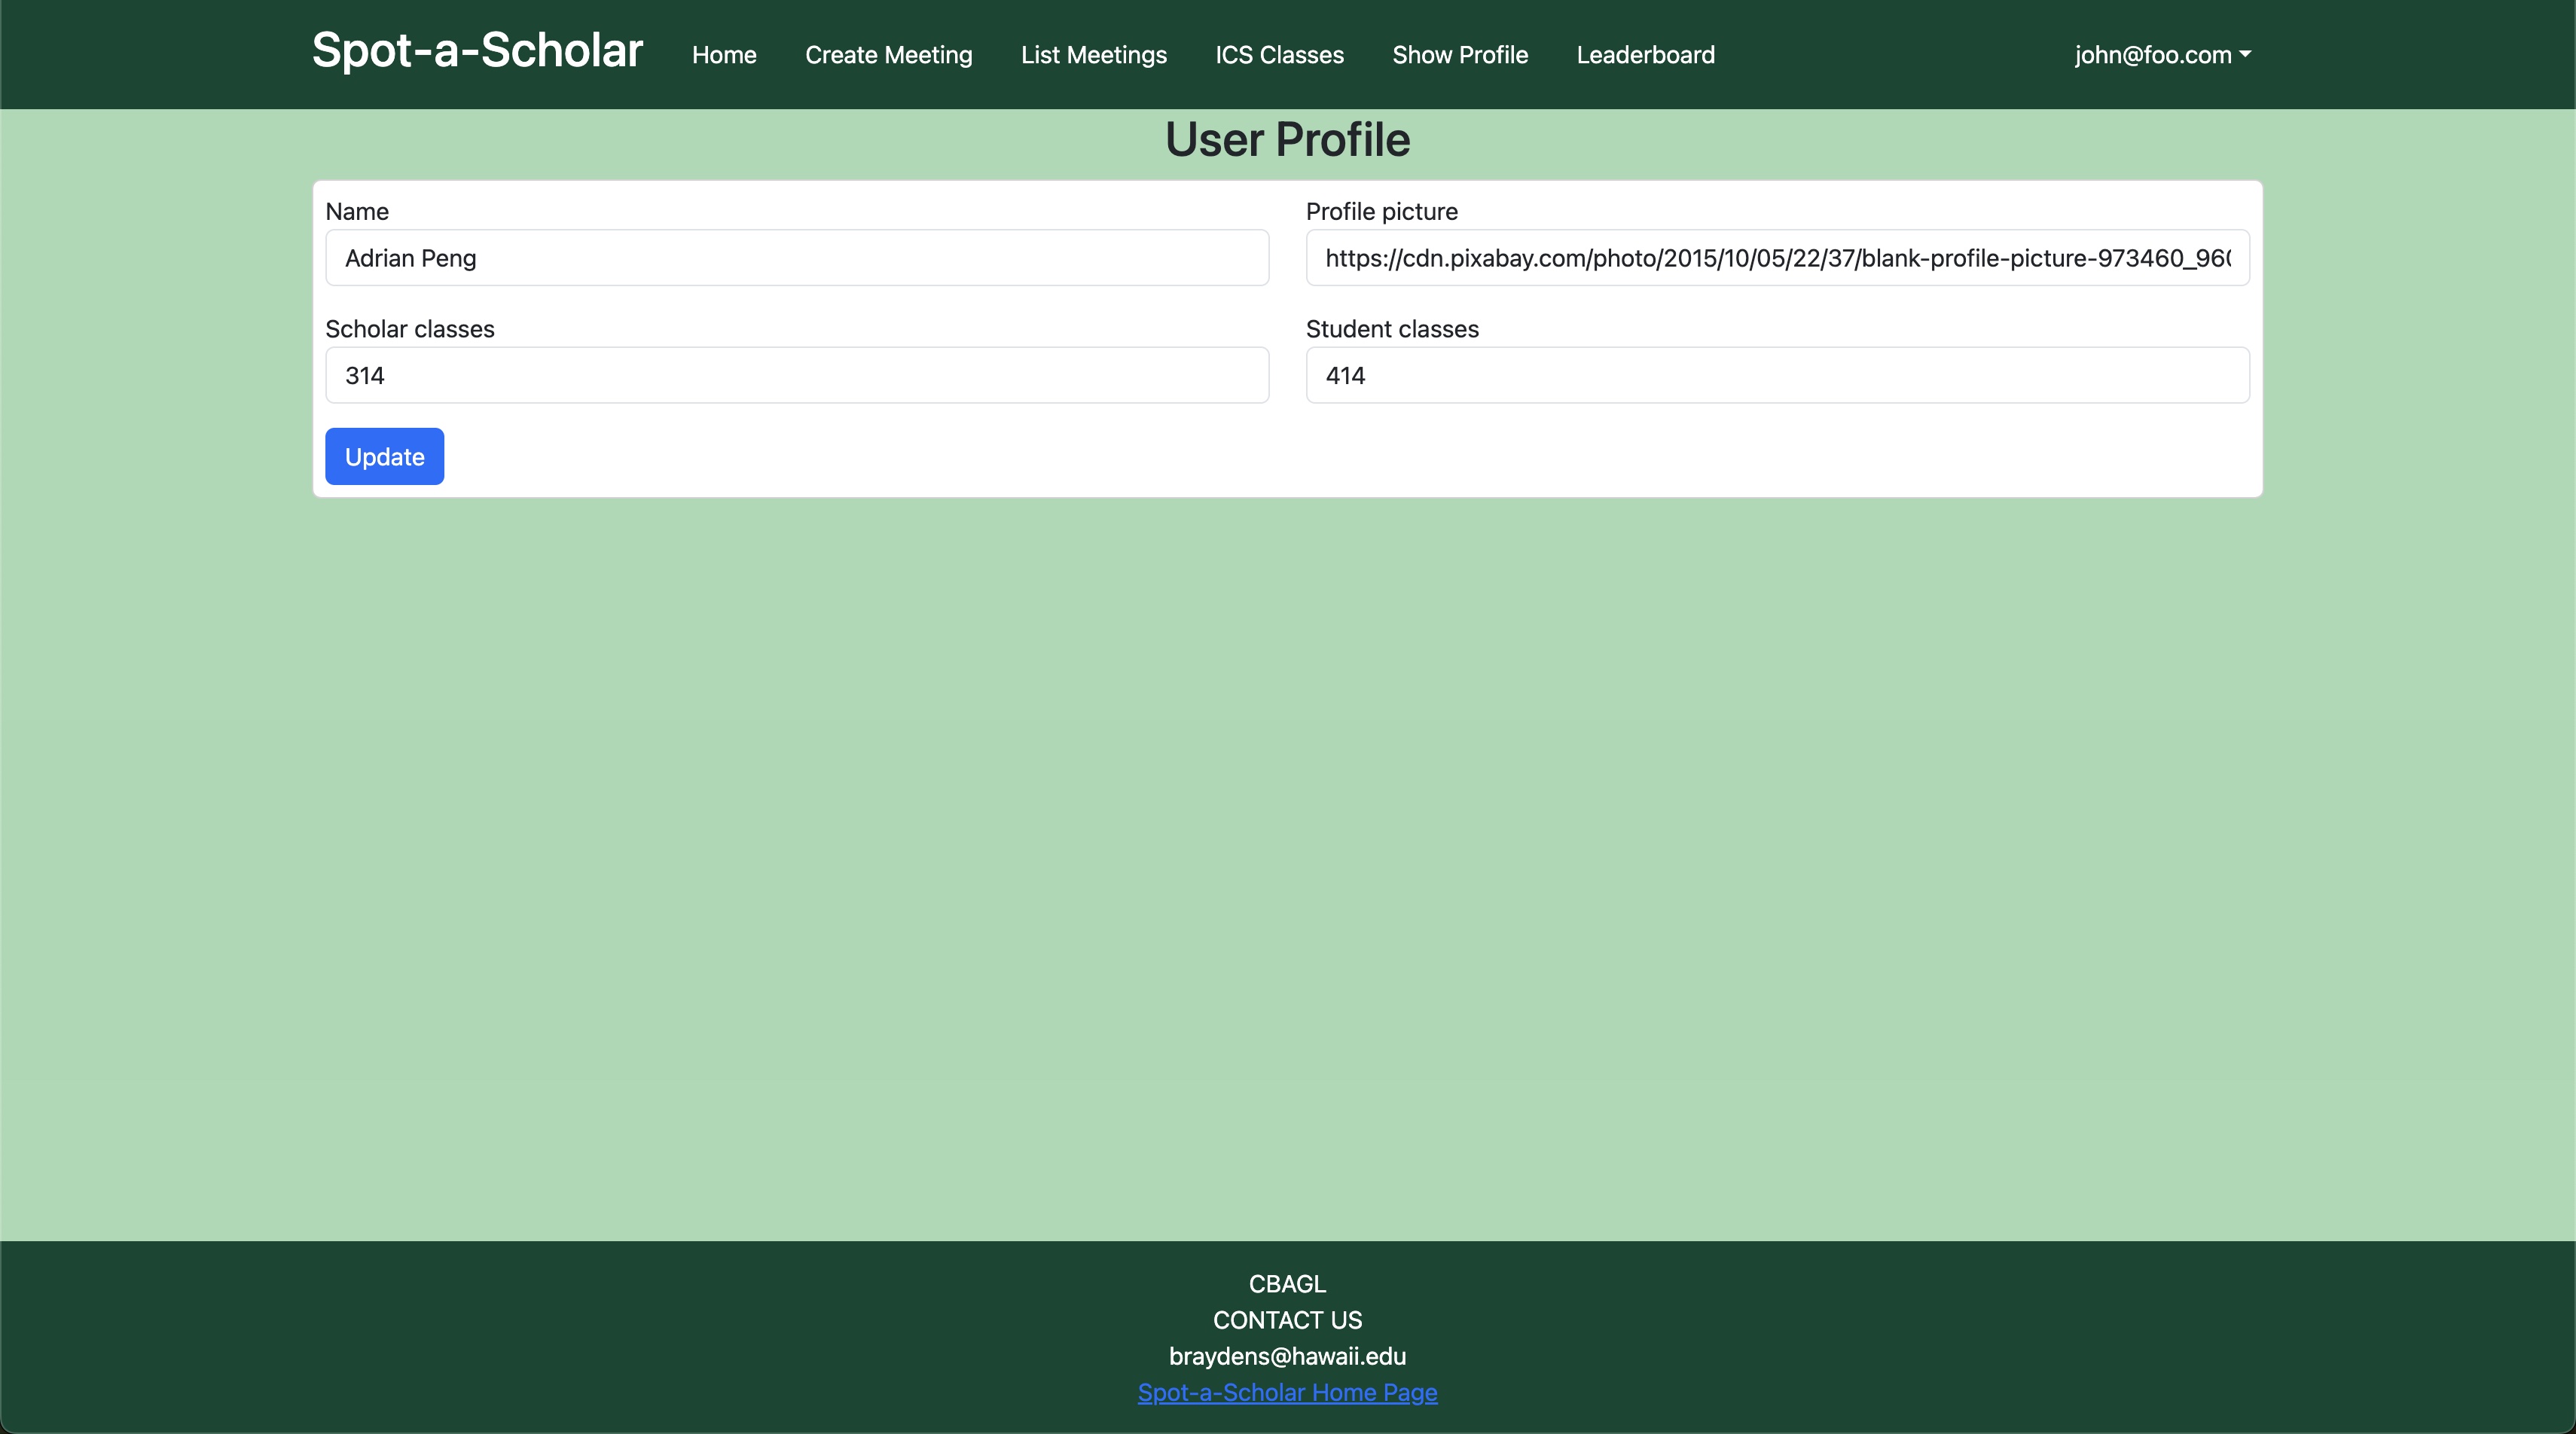 Spot-a-Scholar Home Create Meeting List Meetings ICS Classes Show Profile Leaderboard john@foo.com
User Profile
Name
Adrian Peng
Profile picture
https://cdn.pixabay.com/photo/2015/10/05/22/37/blank-profile-picture-973460_960
Scholar classes
314
Student classes
414
Update
CBAGL
CONTACT US
braydens@hawaii.edu
Spot-a-Scholar Home Page